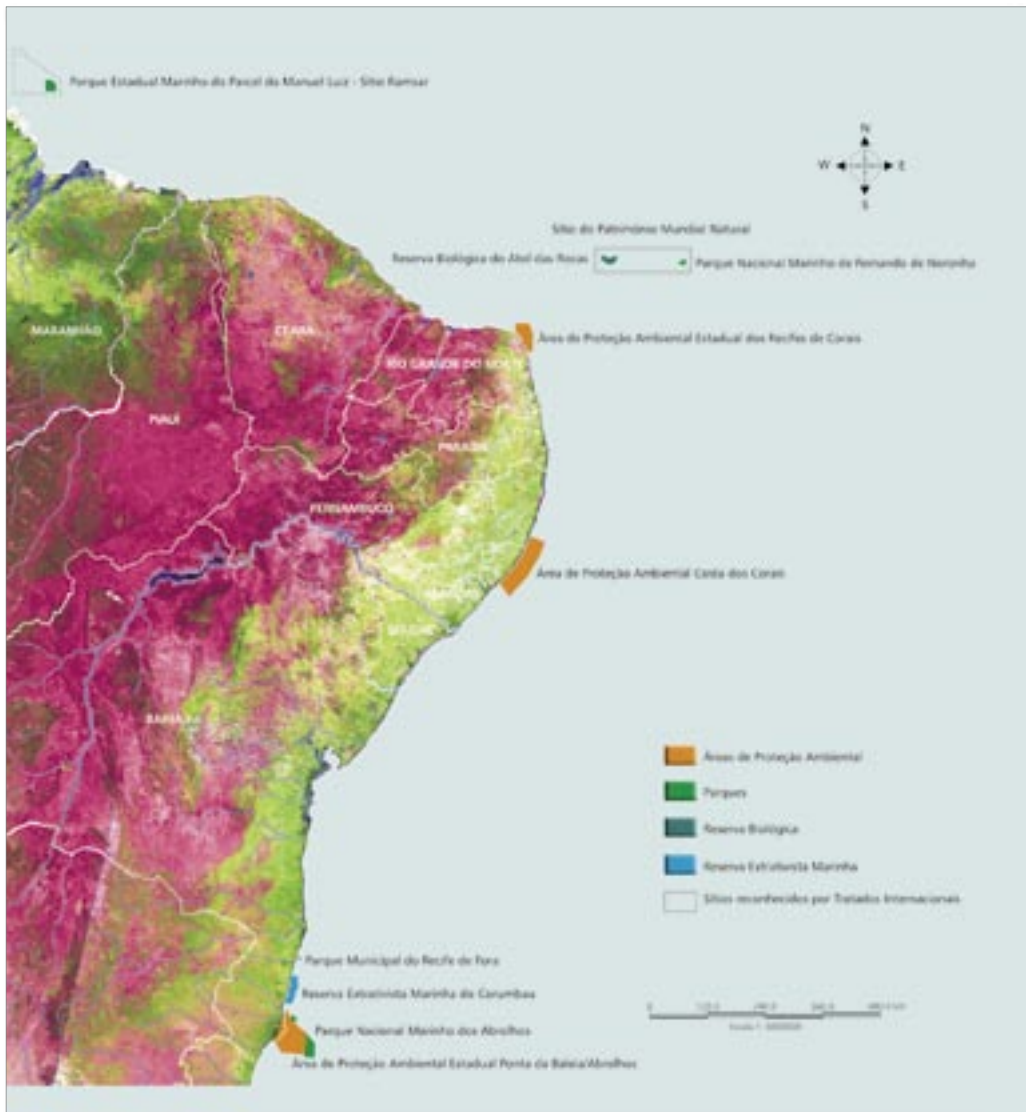 Parque Estadual Marinho do Parcel do Manuel Luiz - Sítio Ramsar
N
W E
S
Sítio do Patrimônio Mundial Natural
Reserva Biológica do Atol das Rocas
Parque Nacional Marinho de Fernando de Noronha
MARANHÃO
CEARÁ
Área de Proteção Ambiental Estadual dos Recifes de Corais
RIO GRANDE DO NORTE
PIAUÍ
PARAÍBA
PERNAMBUCO
Área de Proteção Ambiental Costa dos Corais
BAHIA
Áreas de Proteção Ambiental
Parques
Reserva Biológica
Reserva Extrativista Marinha
Sítios reconhecidos por Tratados Internacionais
Parque Municipal do Recife de Fora
Reserva Extrativista Marinha do Corumbau
Parque Nacional Marinho dos Abrolhos
Área de Proteção Ambiental Estadual Ponta da Baleia/Abrolhos
0